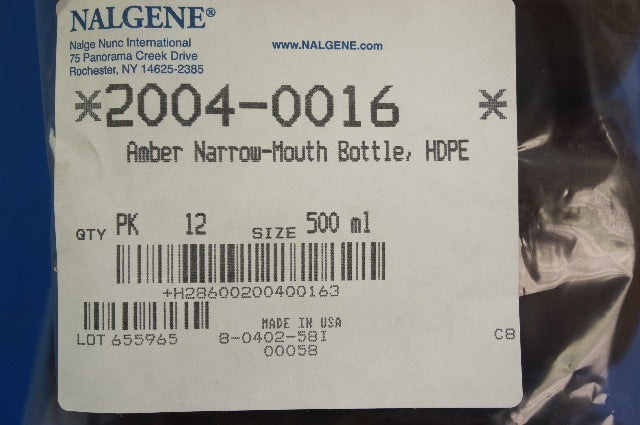 NALGENE®
Nalge Nunc International
75 Panorama Creek Drive
Rochester, NY 14625-2385
www.NALGENE.com
*2004-0016 *
Amber Narrow-Mouth Bottle, HDPE
QTY PK 12 SIZE 500 ml
+H28600200400163
MADE IN USA
LOT 655965 8-0402-58I C8
00058